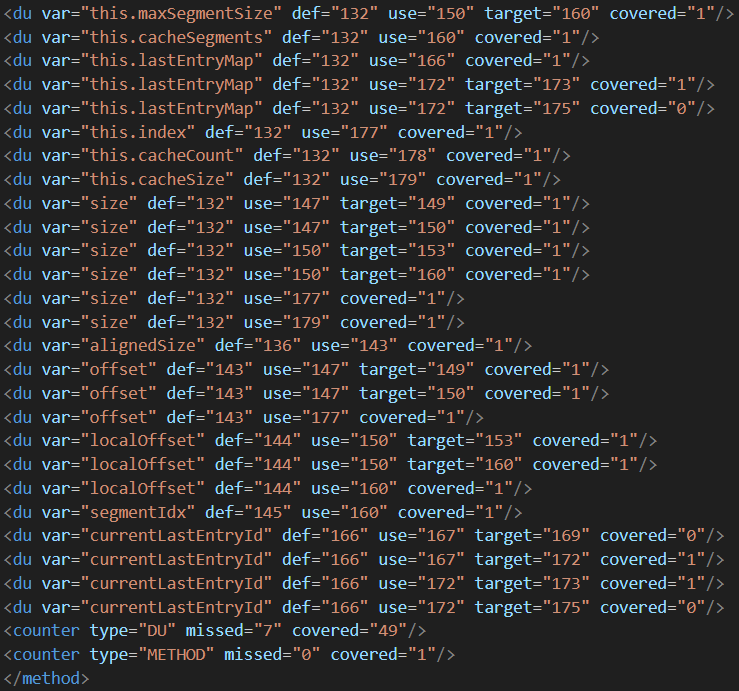 <du var="this.maxSegmentSize" def="132" use="150" target="160" covered="1"/>
<du var="this.cacheSegments" def="132" use="160" covered="1"/>
<du var="this.lastEntryMap" def="132" use="166" covered="1"/>
<du var="this.lastEntryMap" def="132" use="172" target="173" covered="1"/>
<du var="this.lastEntryMap" def="132" use="172" target="175" covered="0"/>
<du var="this.index" def="132" use="177" covered="1"/>
<du var="this.cacheCount" def="132" use="178" covered="1"/>
<du var="this.cacheSize" def="132" use="179" covered="1"/>
<du var="size" def="132" use="147" target="149" covered="1"/>
<du var="size" def="132" use="147" target="150" covered="1"/>
<du var="size" def="132" use="150" target="153" covered="1"/>
<du var="size" def="132" use="150" target="160" covered="1"/>
<du var="size" def="132" use="177" covered="1"/>
<du var="size" def="132" use="179" covered="1"/>
<du var="alignedSize" def="136" use="143" covered="1"/>
<du var="offset" def="143" use="147" target="149" covered="1"/>
<du var="offset" def="143" use="147" target="150" covered="1"/>
<du var="offset" def="143" use="177" covered="1"/>
<du var="localOffset" def="144" use="150" target="153" covered="1"/>
<du var="localOffset" def="144" use="150" target="160" covered="1"/>
<du var="localOffset" def="144" use="160" covered="1"/>
<du var="segmentIdx" def="145" use="160" covered="1"/>
<du var="currentLastEntryId" def="166" use="167" target="169" covered="0"/>
<du var="currentLastEntryId" def="166" use="167" target="172" covered="1"/>
<du var="currentLastEntryId" def="166" use="172" target="173" covered="1"/>
<du var="currentLastEntryId" def="166" use="172" target="175" covered="0"/>
<counter type="DU" missed="7" covered="49"/>
<counter type="METHOD" missed="0" covered="1"/>
</method>